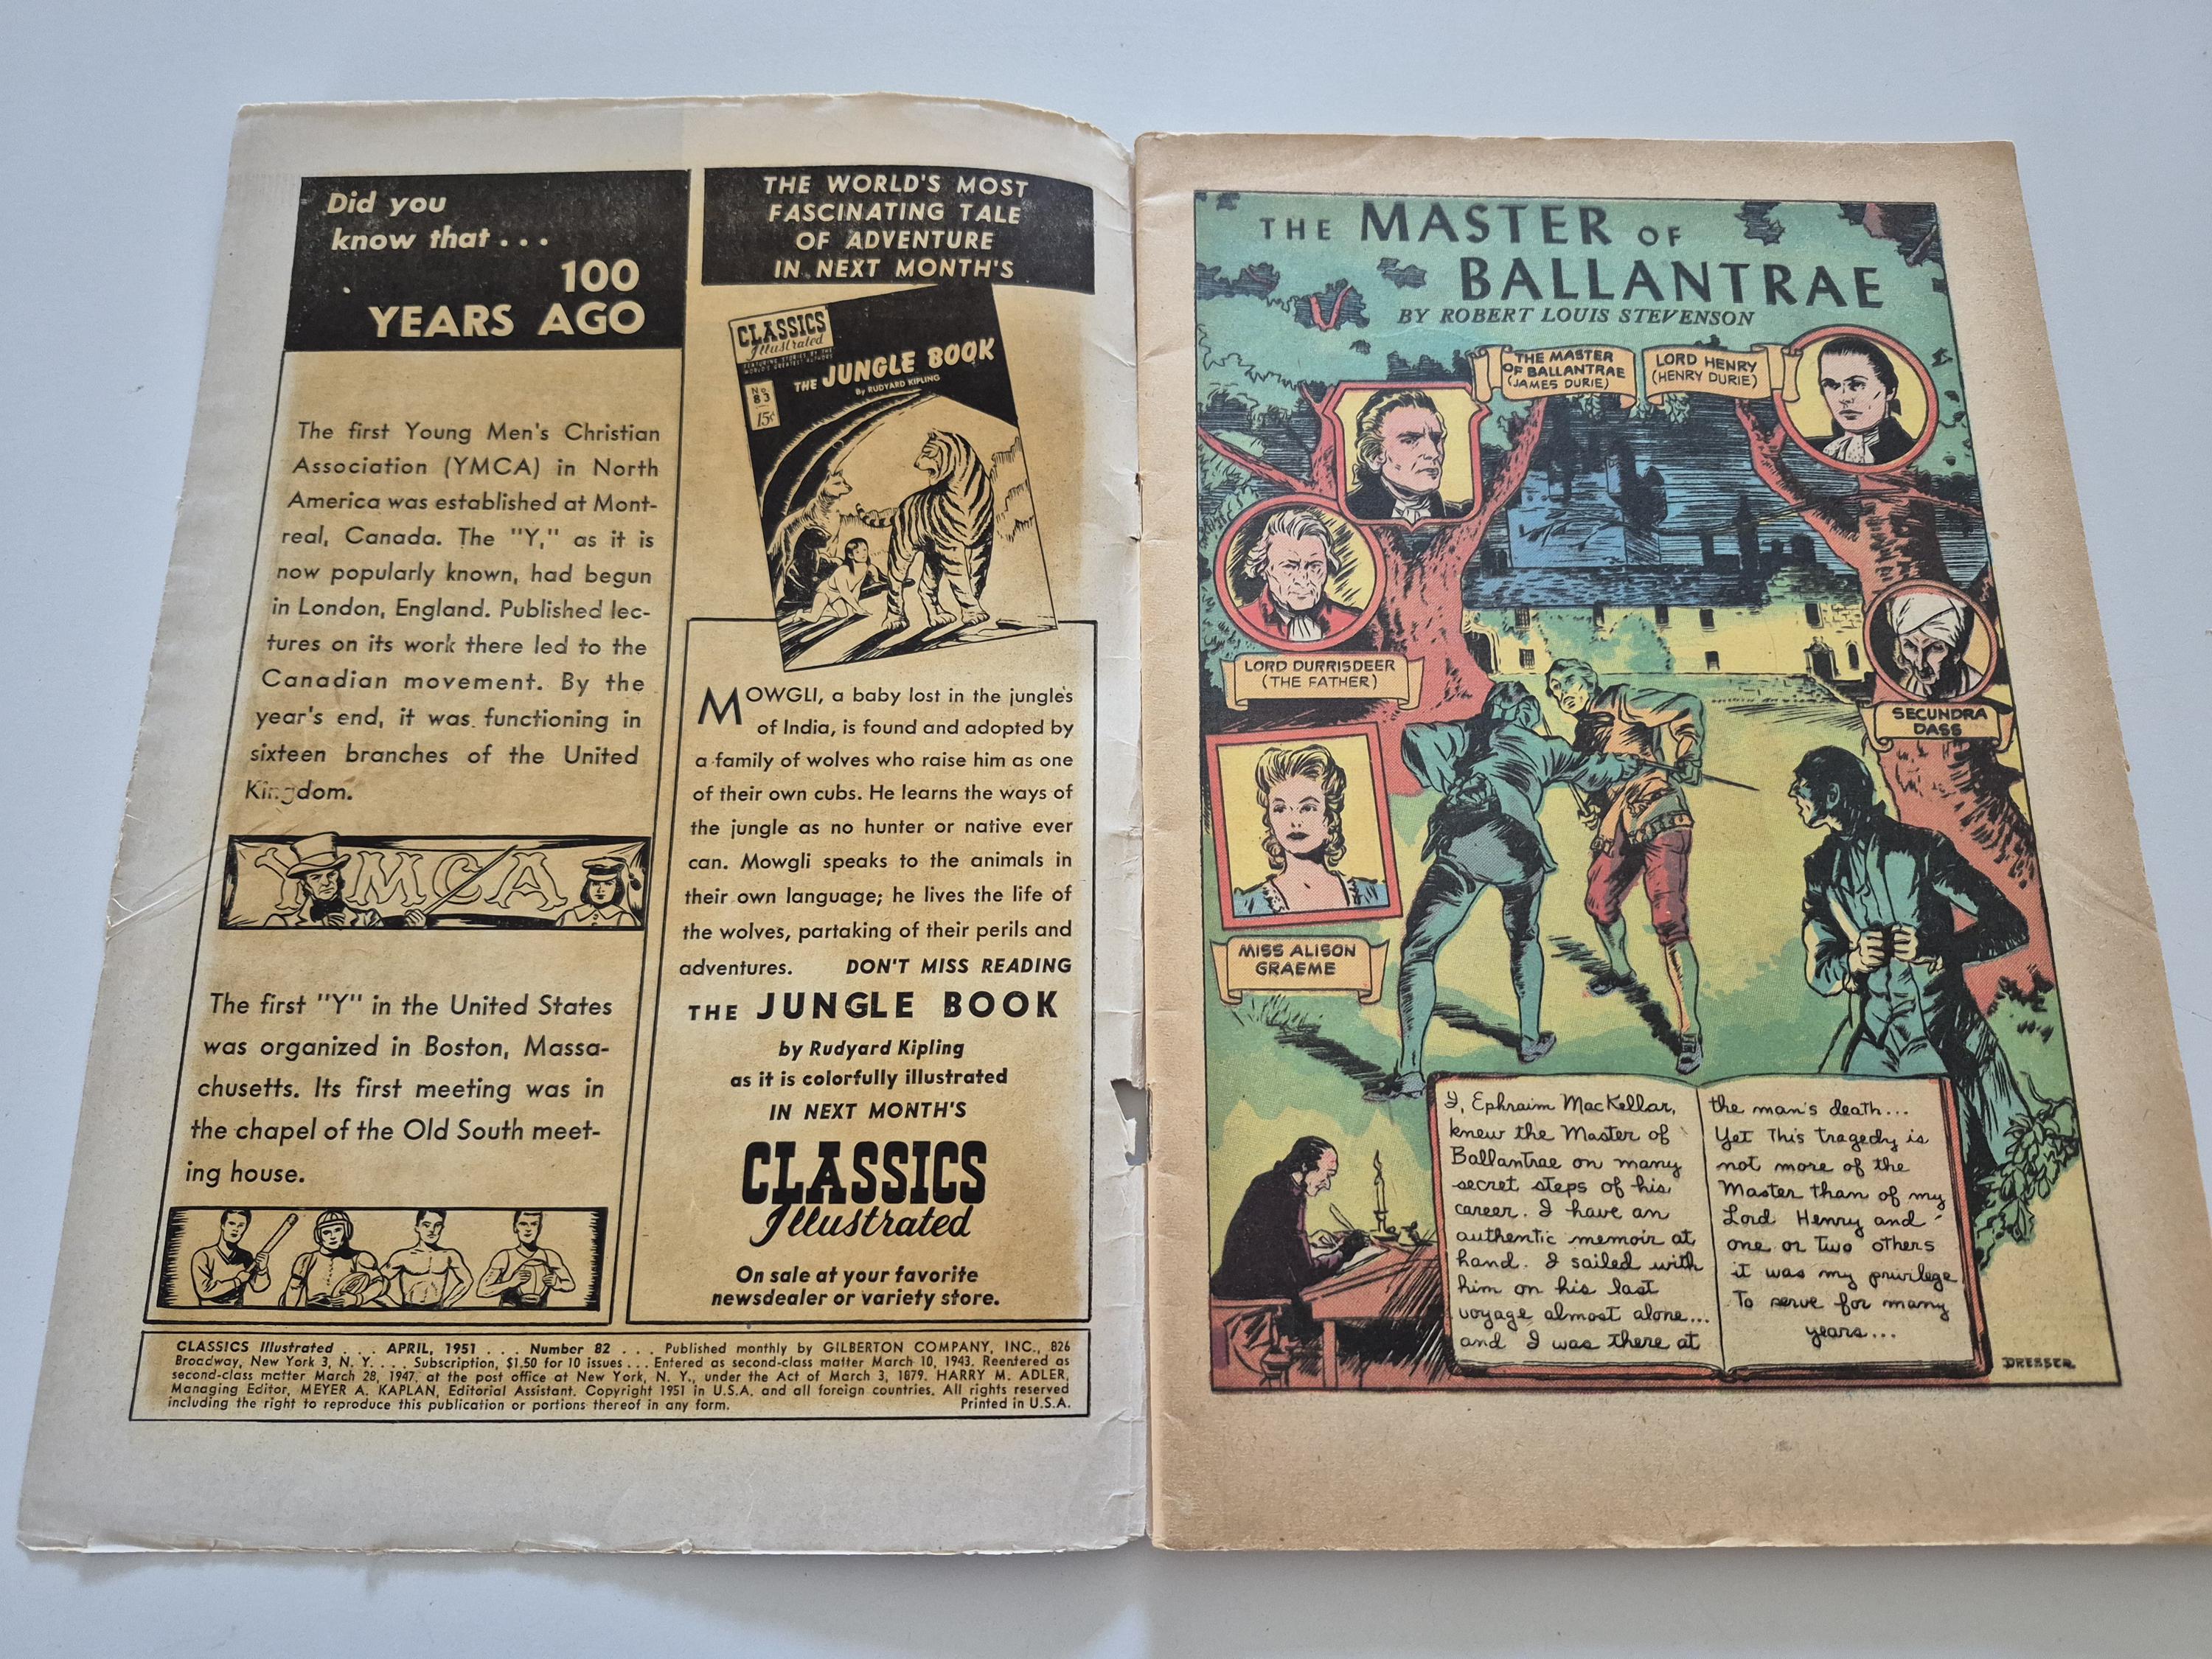 Did you
know that . . .
100
YEARS AGO
The first Young Men's Christian
Association (YMCA) in North
America was established at Mont-
real, Canada. The "Y," as it is
now popularly known, had begun
in London, England. Published lec-
tures on its work there led to the
Canadian movement. By the
year's end, it was functioning in
sixteen branches of the United
Kingdom.
YMCA
The first "Y" in the United States
was organized in Boston, Massa-
chusetts. Its first meeting was in
the chapel of the Old South meet-
ing house.
THE WORLD'S MOST
FASCINATING TALE
OF ADVENTURE
IN NEXT MONTH'S
CLASSICS
Illustrated
FEATURING STORIES BY THE
WORLD'S GREATEST AUTHORS
No.
83
15¢
THE JUNGLE BOOK
By RUDYARD KIPLING
MOWGLI, a baby lost in the jungles
of India, is found and adopted by
a family of wolves who raise him as one
of their own cubs. He learns the ways of
the jungle as no hunter or native ever
can. Mowgli speaks to the animals in
their own language; he lives the life of
the wolves, partaking of their perils and
adventures. DON'T MISS READING
THE JUNGLE BOOK
by Rudyard Kipling
as it is colorfully illustrated
IN NEXT MONTH'S
CLASSICS
Illustrated
On sale at your favorite
newsdealer or variety store.
CLASSICS Illustrated . . . APRIL, 1951 . . . Number 82 . . . Published monthly by GILBERTON COMPANY, INC., 826
Broadway, New York 3, N. Y. . . . Subscription, $1.50 for 10 issues . . . Entered as second-class matter March 10, 1943. Reentered as
second-class matter March 28, 1947, at the post office at New York, N. Y., under the Act of March 3, 1879. HARRY M. ADLER,
Managing Editor, MEYER A. KAPLAN, Editorial Assistant. Copyright 1951 in U.S.A. and all foreign countries. All rights reserved
including the right to reproduce this publication or portions thereof in any form. Printed in U.S.A.
THE MASTER OF
BALLANTRAE
BY ROBERT LOUIS STEVENSON
THE MASTER
OF BALLANTRAE
(JAMES DURIE)
LORD HENRY
(HENRY DURIE)
LORD DURRISDEER
(THE FATHER)
SECUNDRA
DASS
MISS ALISON
GRAEME
I, Ephraim MacKellar,
knew the Master of
Ballantrae on many
secret steps of his
career. I have an
authentic memoir at
hand. I sailed with
him on his last
voyage almost alone...
and I was there at
the man's death...
Yet this tragedy is
not more of the
Master than of my
Lord Henry and
one or two others
it was my privilege
to serve for many
years...
DRESSER